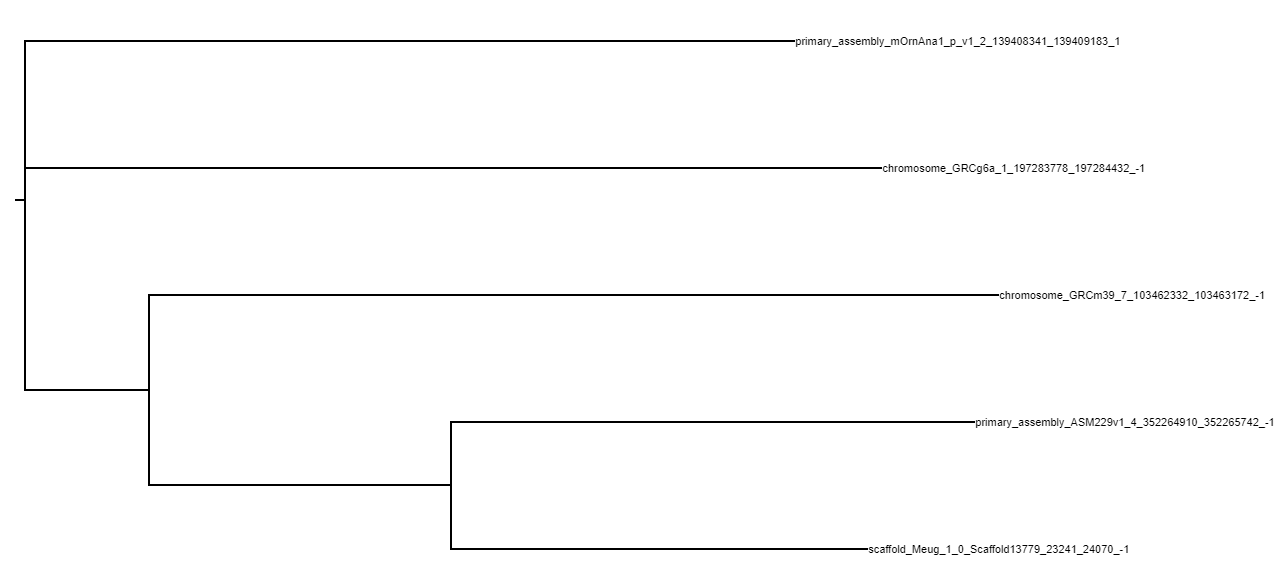 primary_assembly_mOrnAna1_p_v1_2_139408341_139409183_1
chromosome_GRCg6a_1_197283778_197284432_-1
chromosome_GRCm39_7_103462332_103463172_-1
primary_assembly_ASM229v1_4_352264910_352265742_-1
scaffold_Meug_1_0_Scaffold13779_23241_24070_-1